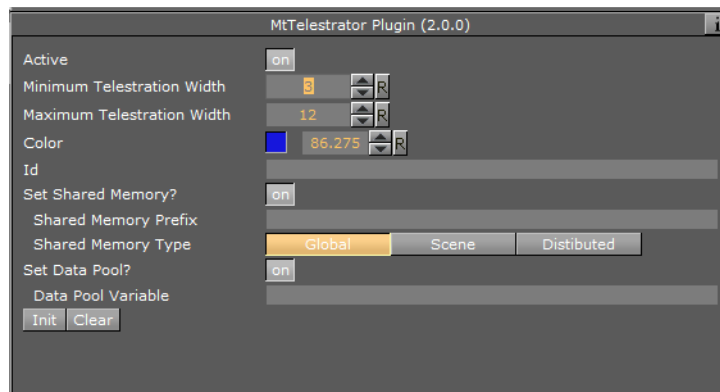 MtTelestrator Plugin (2.0.0) i
Active on
Minimum Telestration Width 3 R
Maximum Telestration Width 12 R
Color 86.275 R
Id
Set Shared Memory? on
Shared Memory Prefix
Shared Memory Type Global Scene Distibuted
Set Data Pool? on
Data Pool Variable
Init Clear